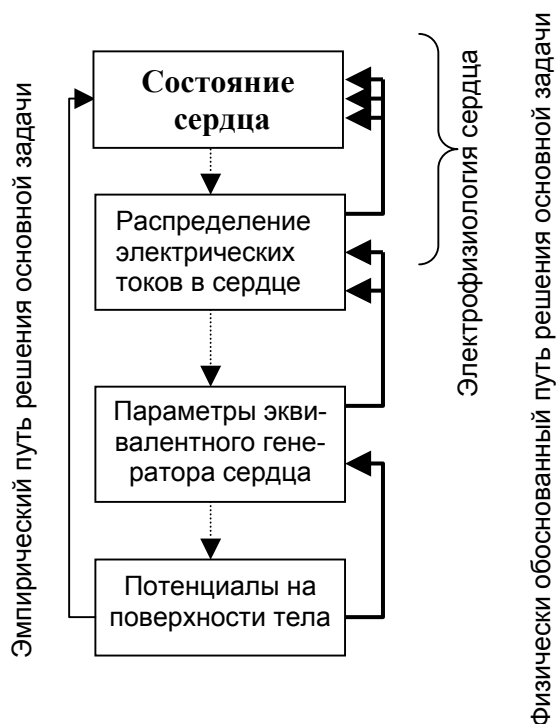 Эмпирический путь решения основной задачи
Состояние
сердца
Распределение
электрических
токов в сердце
Параметры экви-
валентного гене-
ратора сердца
Потенциалы на
поверхности тела
Электрофизиология сердца
Физически обоснованный путь решения основной задачи